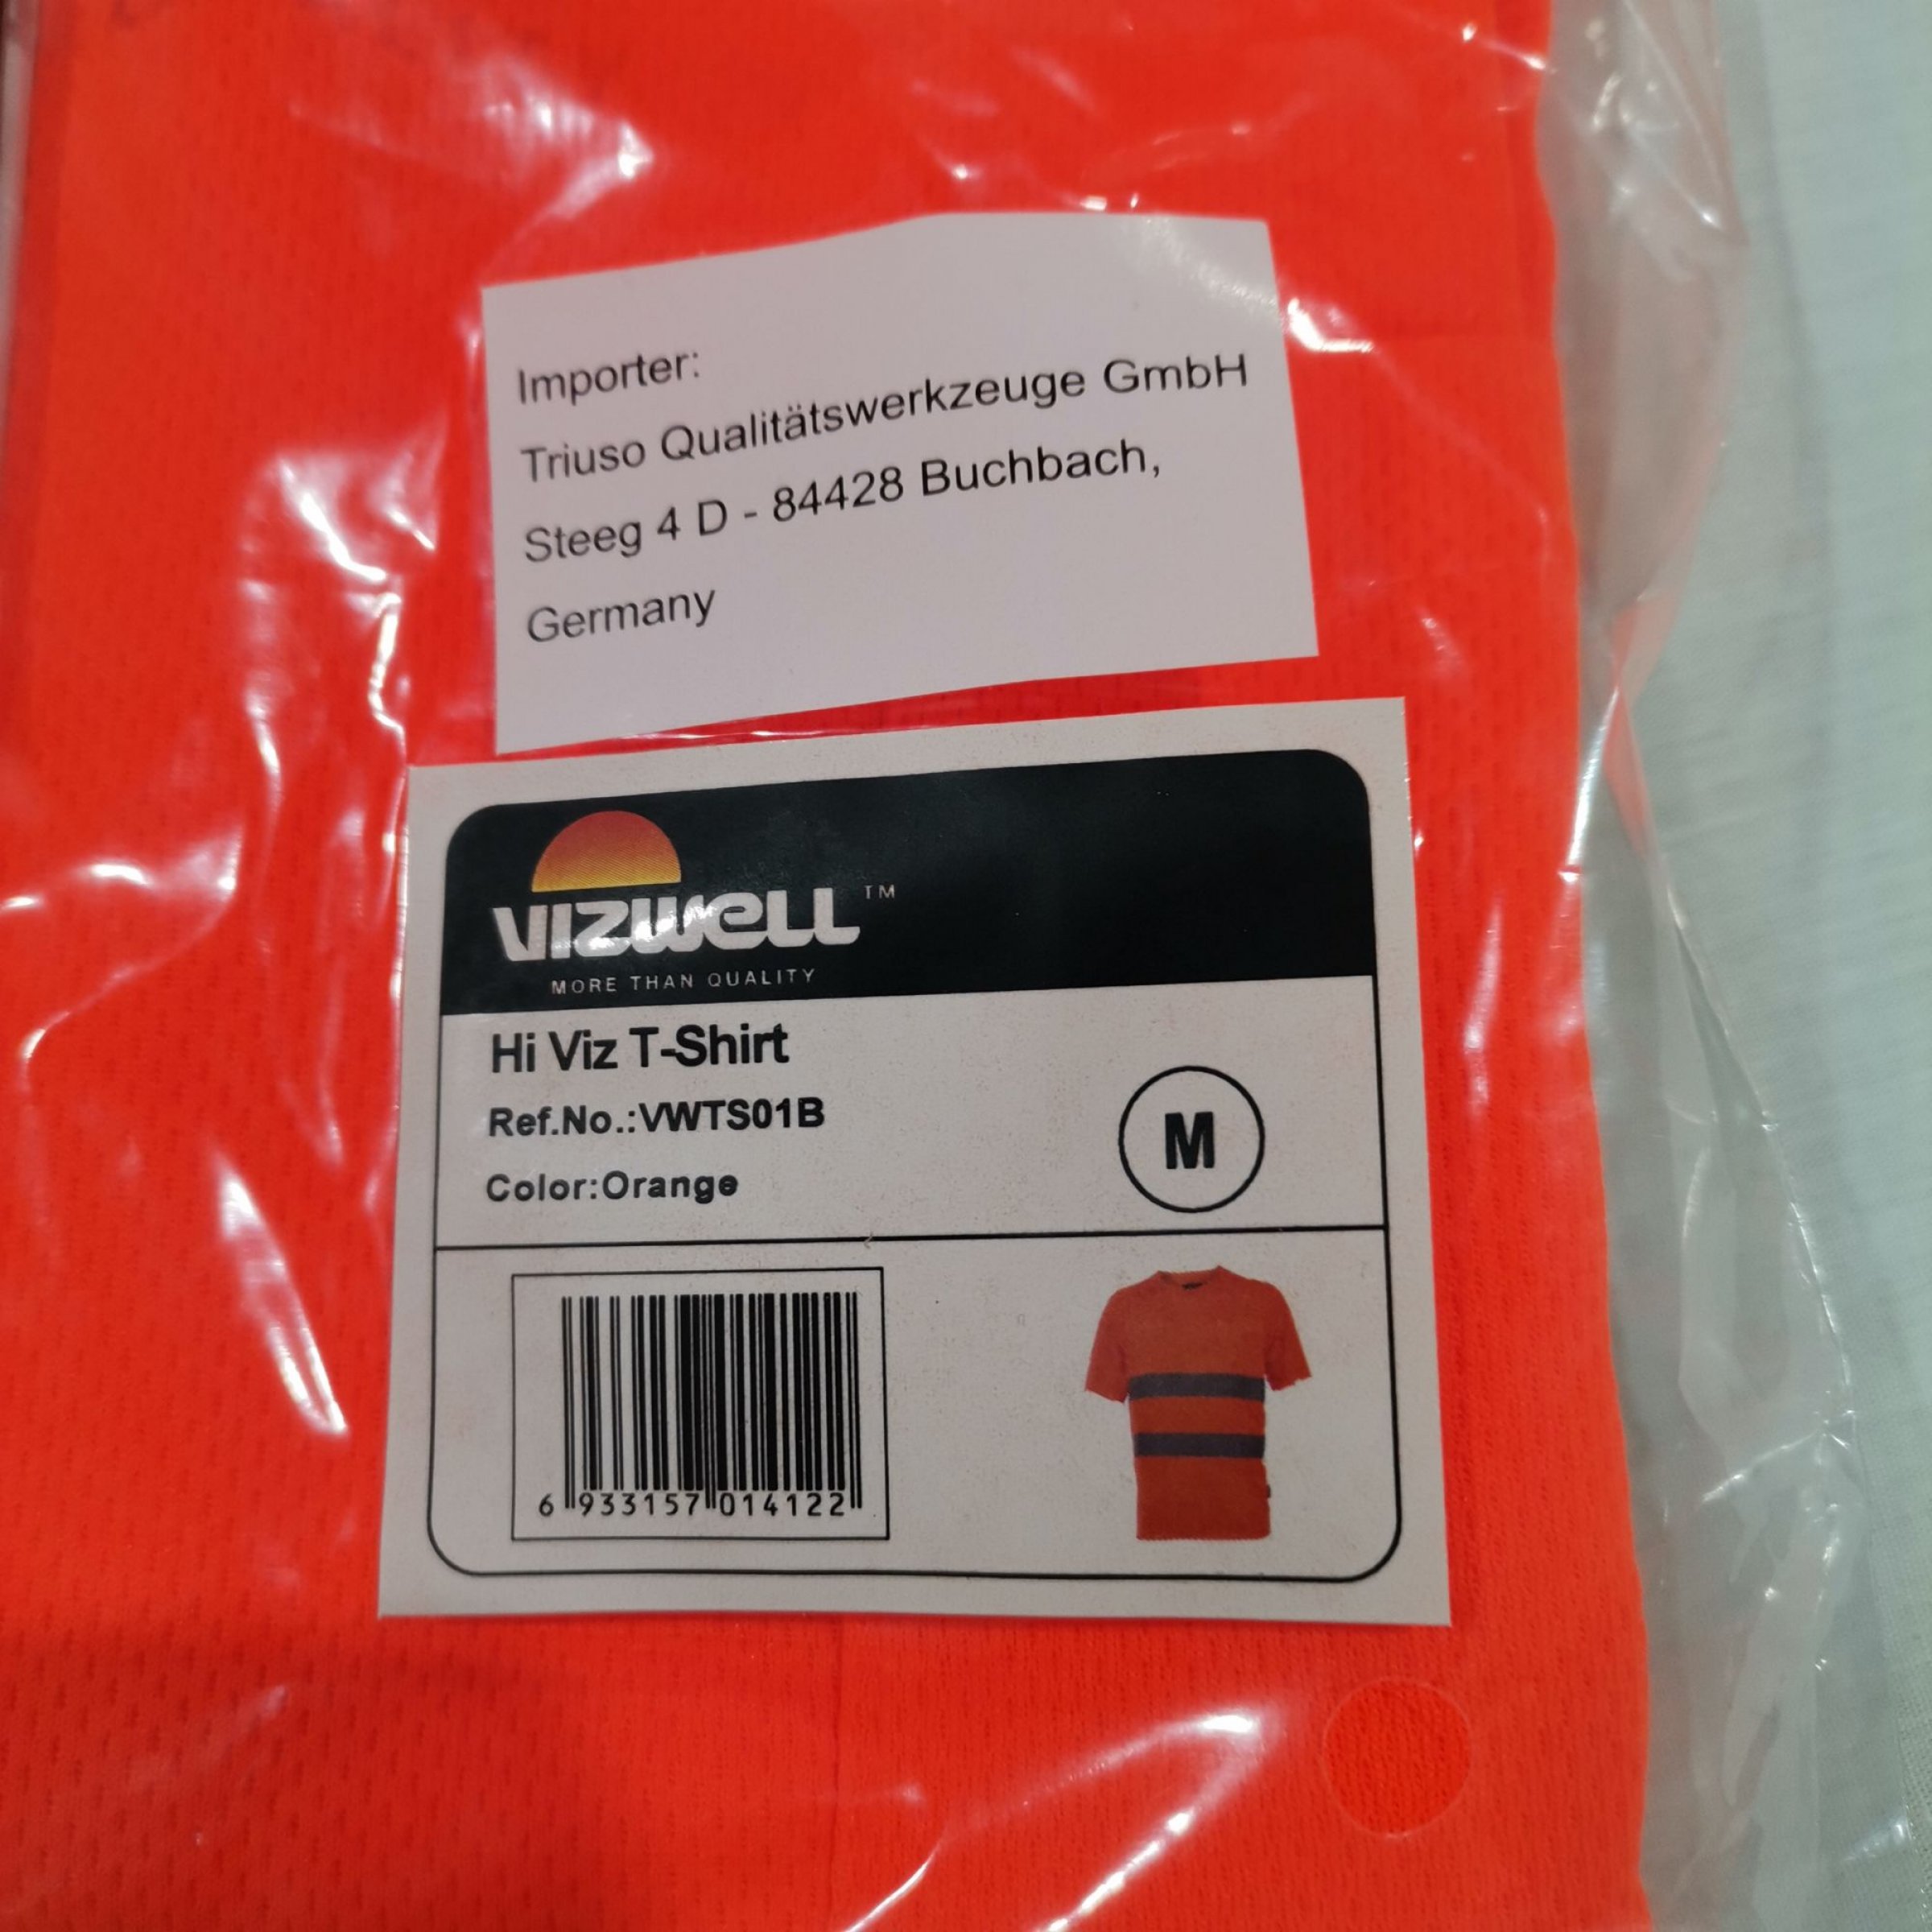 Importer:
Triuso Qualitätswerkzeuge GmbH
Steeg 4 D - 84428 Buchbach,
Germany
VIZWELL™
MORE THAN QUALITY
Hi Viz T-Shirt
Ref.No.:VWTS01B
Color:Orange
M
6 933157 014122